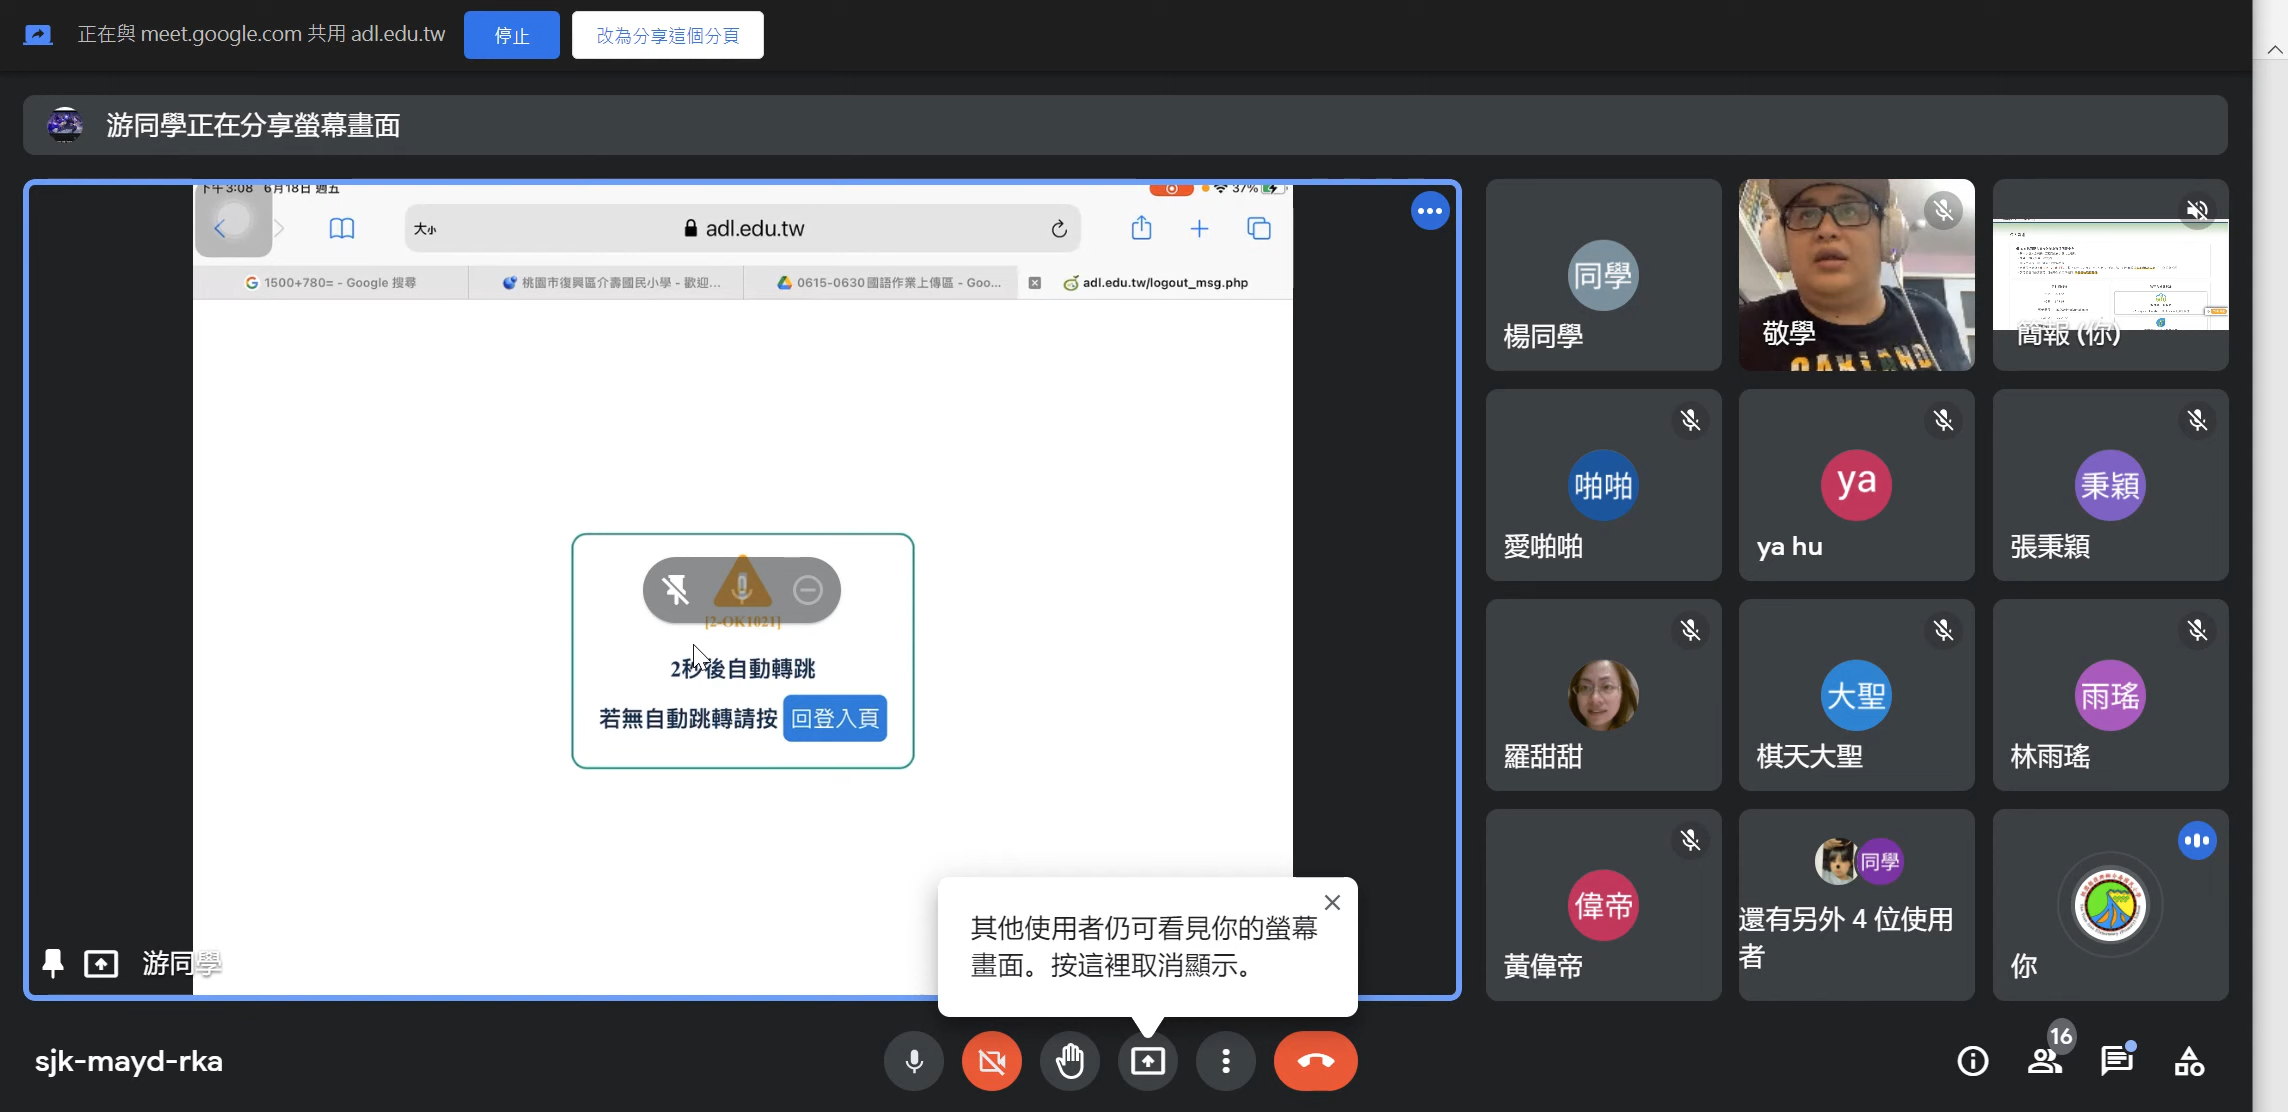 正在與 meet.google.com 共用 adl.edu.tw
停止
改為分享這個分頁
游同學正在分享螢幕畫面
下午3:08 6月18日 週五
37%
大小
adl.edu.tw
1500+780= - Google 搜尋
桃園市復興區介壽國民小學 - 歡迎...
0615-0630國語作業上傳區 - Goo...
adl.edu.tw/logout_msg.php
[2-OK1021]
2秒後自動轉跳
若無自動跳轉請按 回登入頁
游同學
同學
楊同學
敬學
OAKLAND
簡報 (你)
啪啪
愛啪啪
ya
ya hu
秉穎
張秉穎
羅甜甜
大聖
棋天大聖
雨瑤
林雨瑤
偉帝
黃偉帝
同學
還有另外 4 位使用
者
你
其他使用者仍可看見你的螢幕
畫面。按這裡取消顯示。
sjk-mayd-rka
16